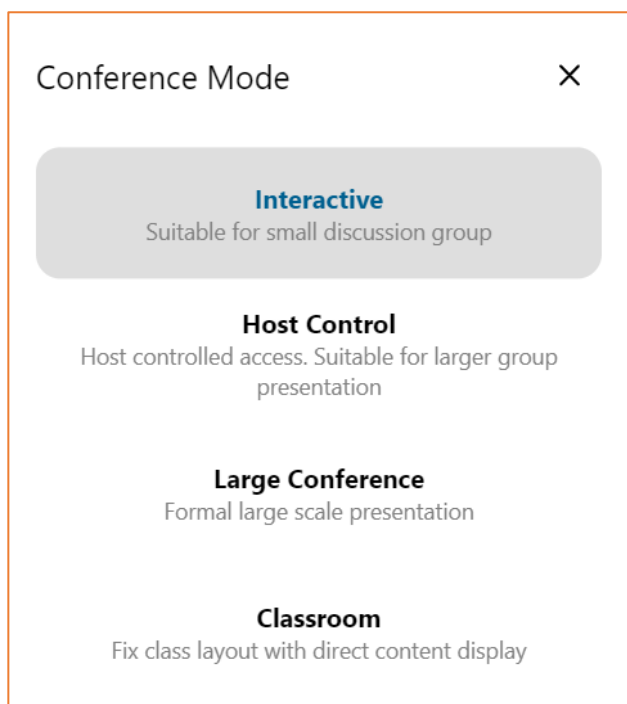 Conference Mode
Interactive
Suitable for small discussion group
Host Control
Host controlled access. Suitable for larger group
presentation
Large Conference
Formal large scale presentation
Classroom
Fix class layout with direct content display